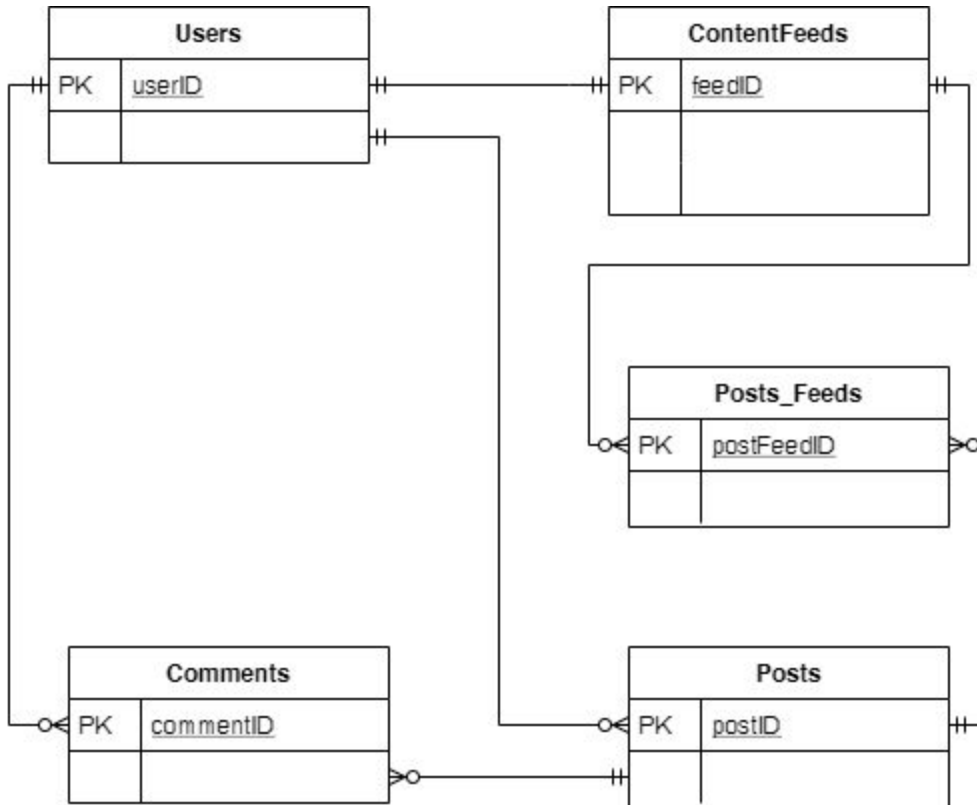 Users
PK userID
ContentFeeds
PK feedID
Posts_Feeds
PK postFeedID
Comments
PK commentID
Posts
PK postID